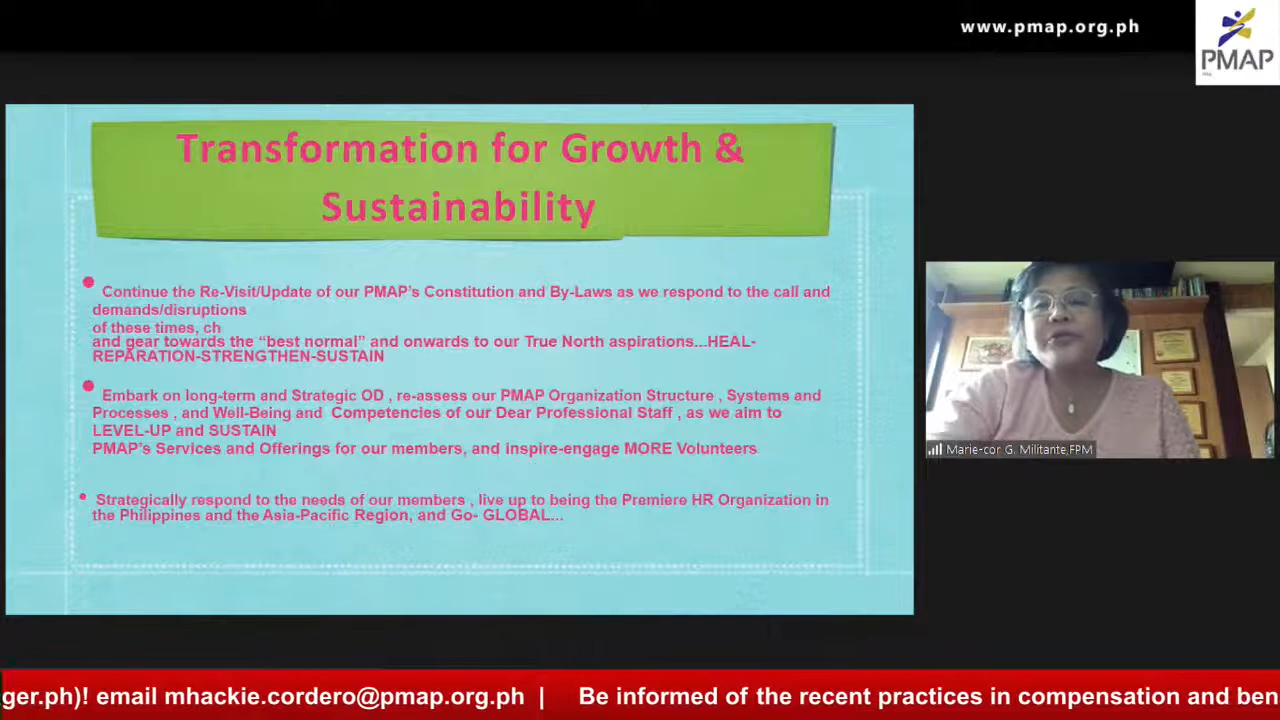 www.pmap.org.ph
PMAP
Transformation for Growth &
Sustainability
• Continue the Re-Visit/Update of our PMAP’s Constitution and By-Laws as we respond to the call and
demands/disruptions
of these times, ch
and gear towards the “best normal” and onwards to our True North aspirations...HEAL-
REPARATION-STRENGTHEN-SUSTAIN
• Embark on long-term and Strategic OD , re-assess our PMAP Organization Structure , Systems and
Processes , and Well-Being and Competencies of our Dear Professional Staff , as we aim to
LEVEL-UP and SUSTAIN
PMAP’s Services and Offerings for our members, and inspire-engage MORE Volunteers
• Strategically respond to the needs of our members , live up to being the Premiere HR Organization in
the Philippines and the Asia-Pacific Region, and Go- GLOBAL...
Marie-cor G. Militante,FPM
ger.ph)! email mhackie.cordero@pmap.org.ph | Be informed of the recent practices in compensation and ben